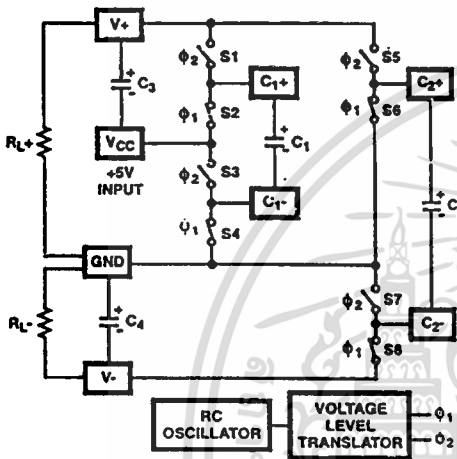 V+
ϕ2 S1
ϕ2 S5
C3
C1+
C2+
ϕ1 S2
ϕ1 S6
RL+
VCC
C1
+5V
INPUT
ϕ2 S3
C1-
C
ϕ1 S4
GND
RL-
C4
ϕ2 S7
C2-
V-
ϕ1 S8
RC
OSCILLATOR
VOLTAGE
LEVEL
TRANSLATOR
ϕ1
ϕ2